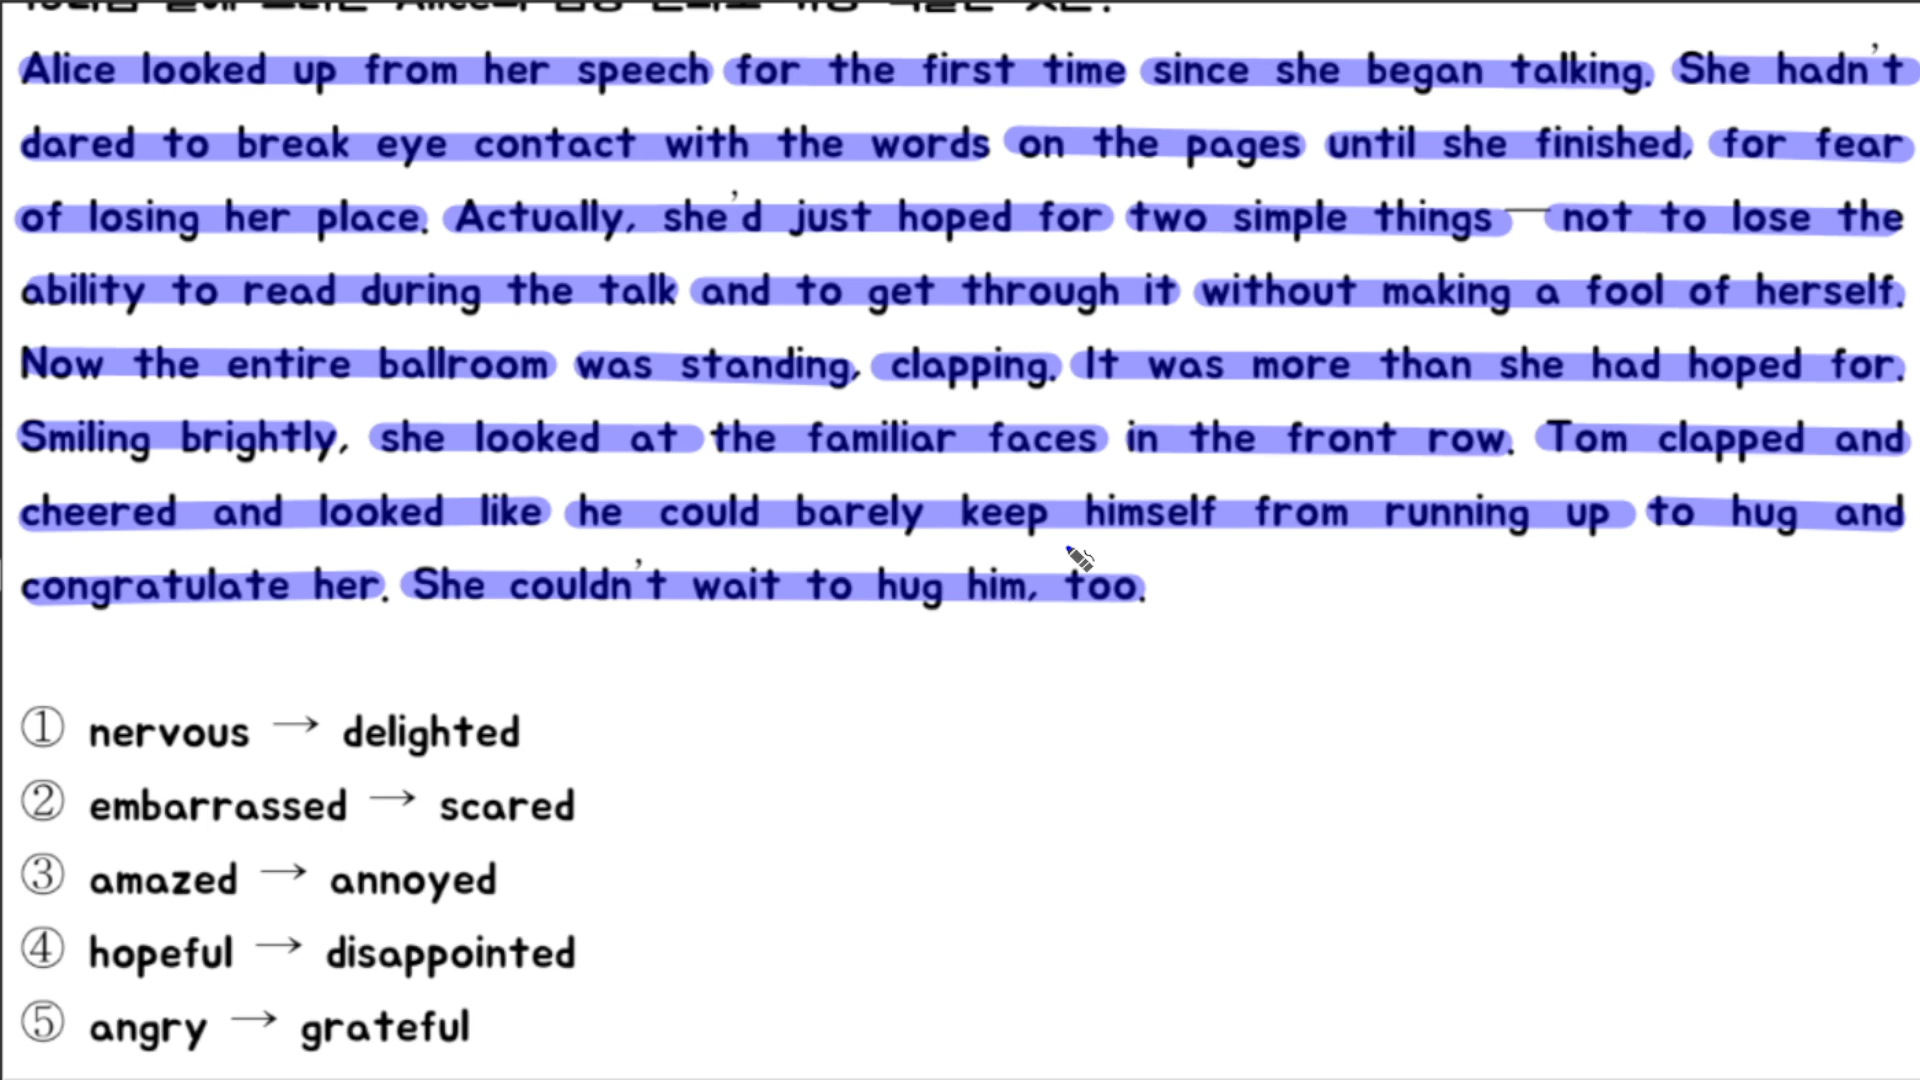 Alice looked up from her speech for the first time since she began talking. She hadn't
dared to break eye contact with the words on the pages until she finished, for fear
of losing her place. Actually, she'd just hoped for two simple things—not to lose the
ability to read during the talk and to get through it without making a fool of herself.
Now the entire ballroom was standing, clapping. It was more than she had hoped for.
Smiling brightly, she looked at the familiar faces in the front row. Tom clapped and
cheered and looked like he could barely keep himself from running up to hug and
congratulate her. She couldn't wait to hug him, too.
① nervous → delighted
② embarrassed → scared
③ amazed → annoyed
④ hopeful → disappointed
⑤ angry → grateful